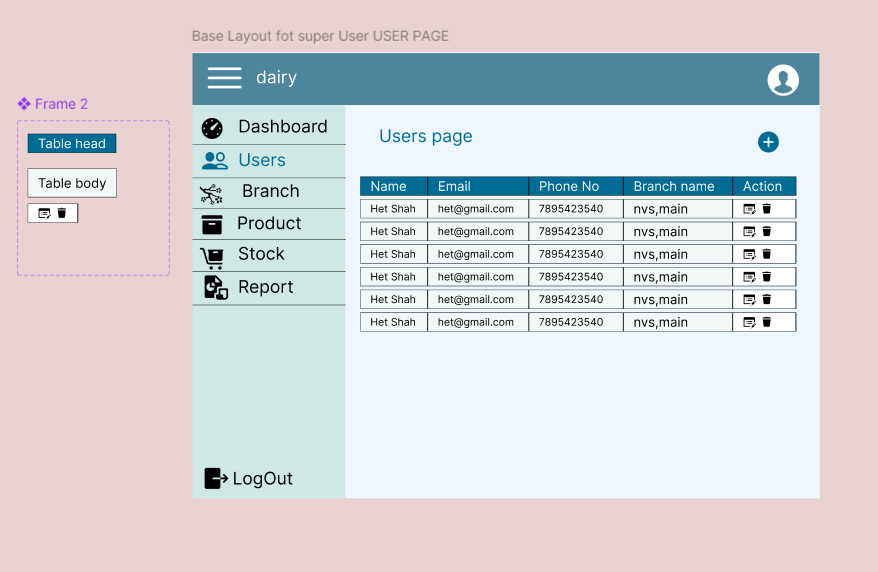 Base Layout fot super User USER PAGE
dairy
Frame 2
Table head
Table body
Dashboard
Users
Branch
Product
Stock
Report
LogOut
Users page
Name Email Phone No Branch name Action
Het Shah het@gmail.com 7895423540 nvs,main
Het Shah het@gmail.com 7895423540 nvs,main
Het Shah het@gmail.com 7895423540 nvs,main
Het Shah het@gmail.com 7895423540 nvs,main
Het Shah het@gmail.com 7895423540 nvs,main
Het Shah het@gmail.com 7895423540 nvs,main